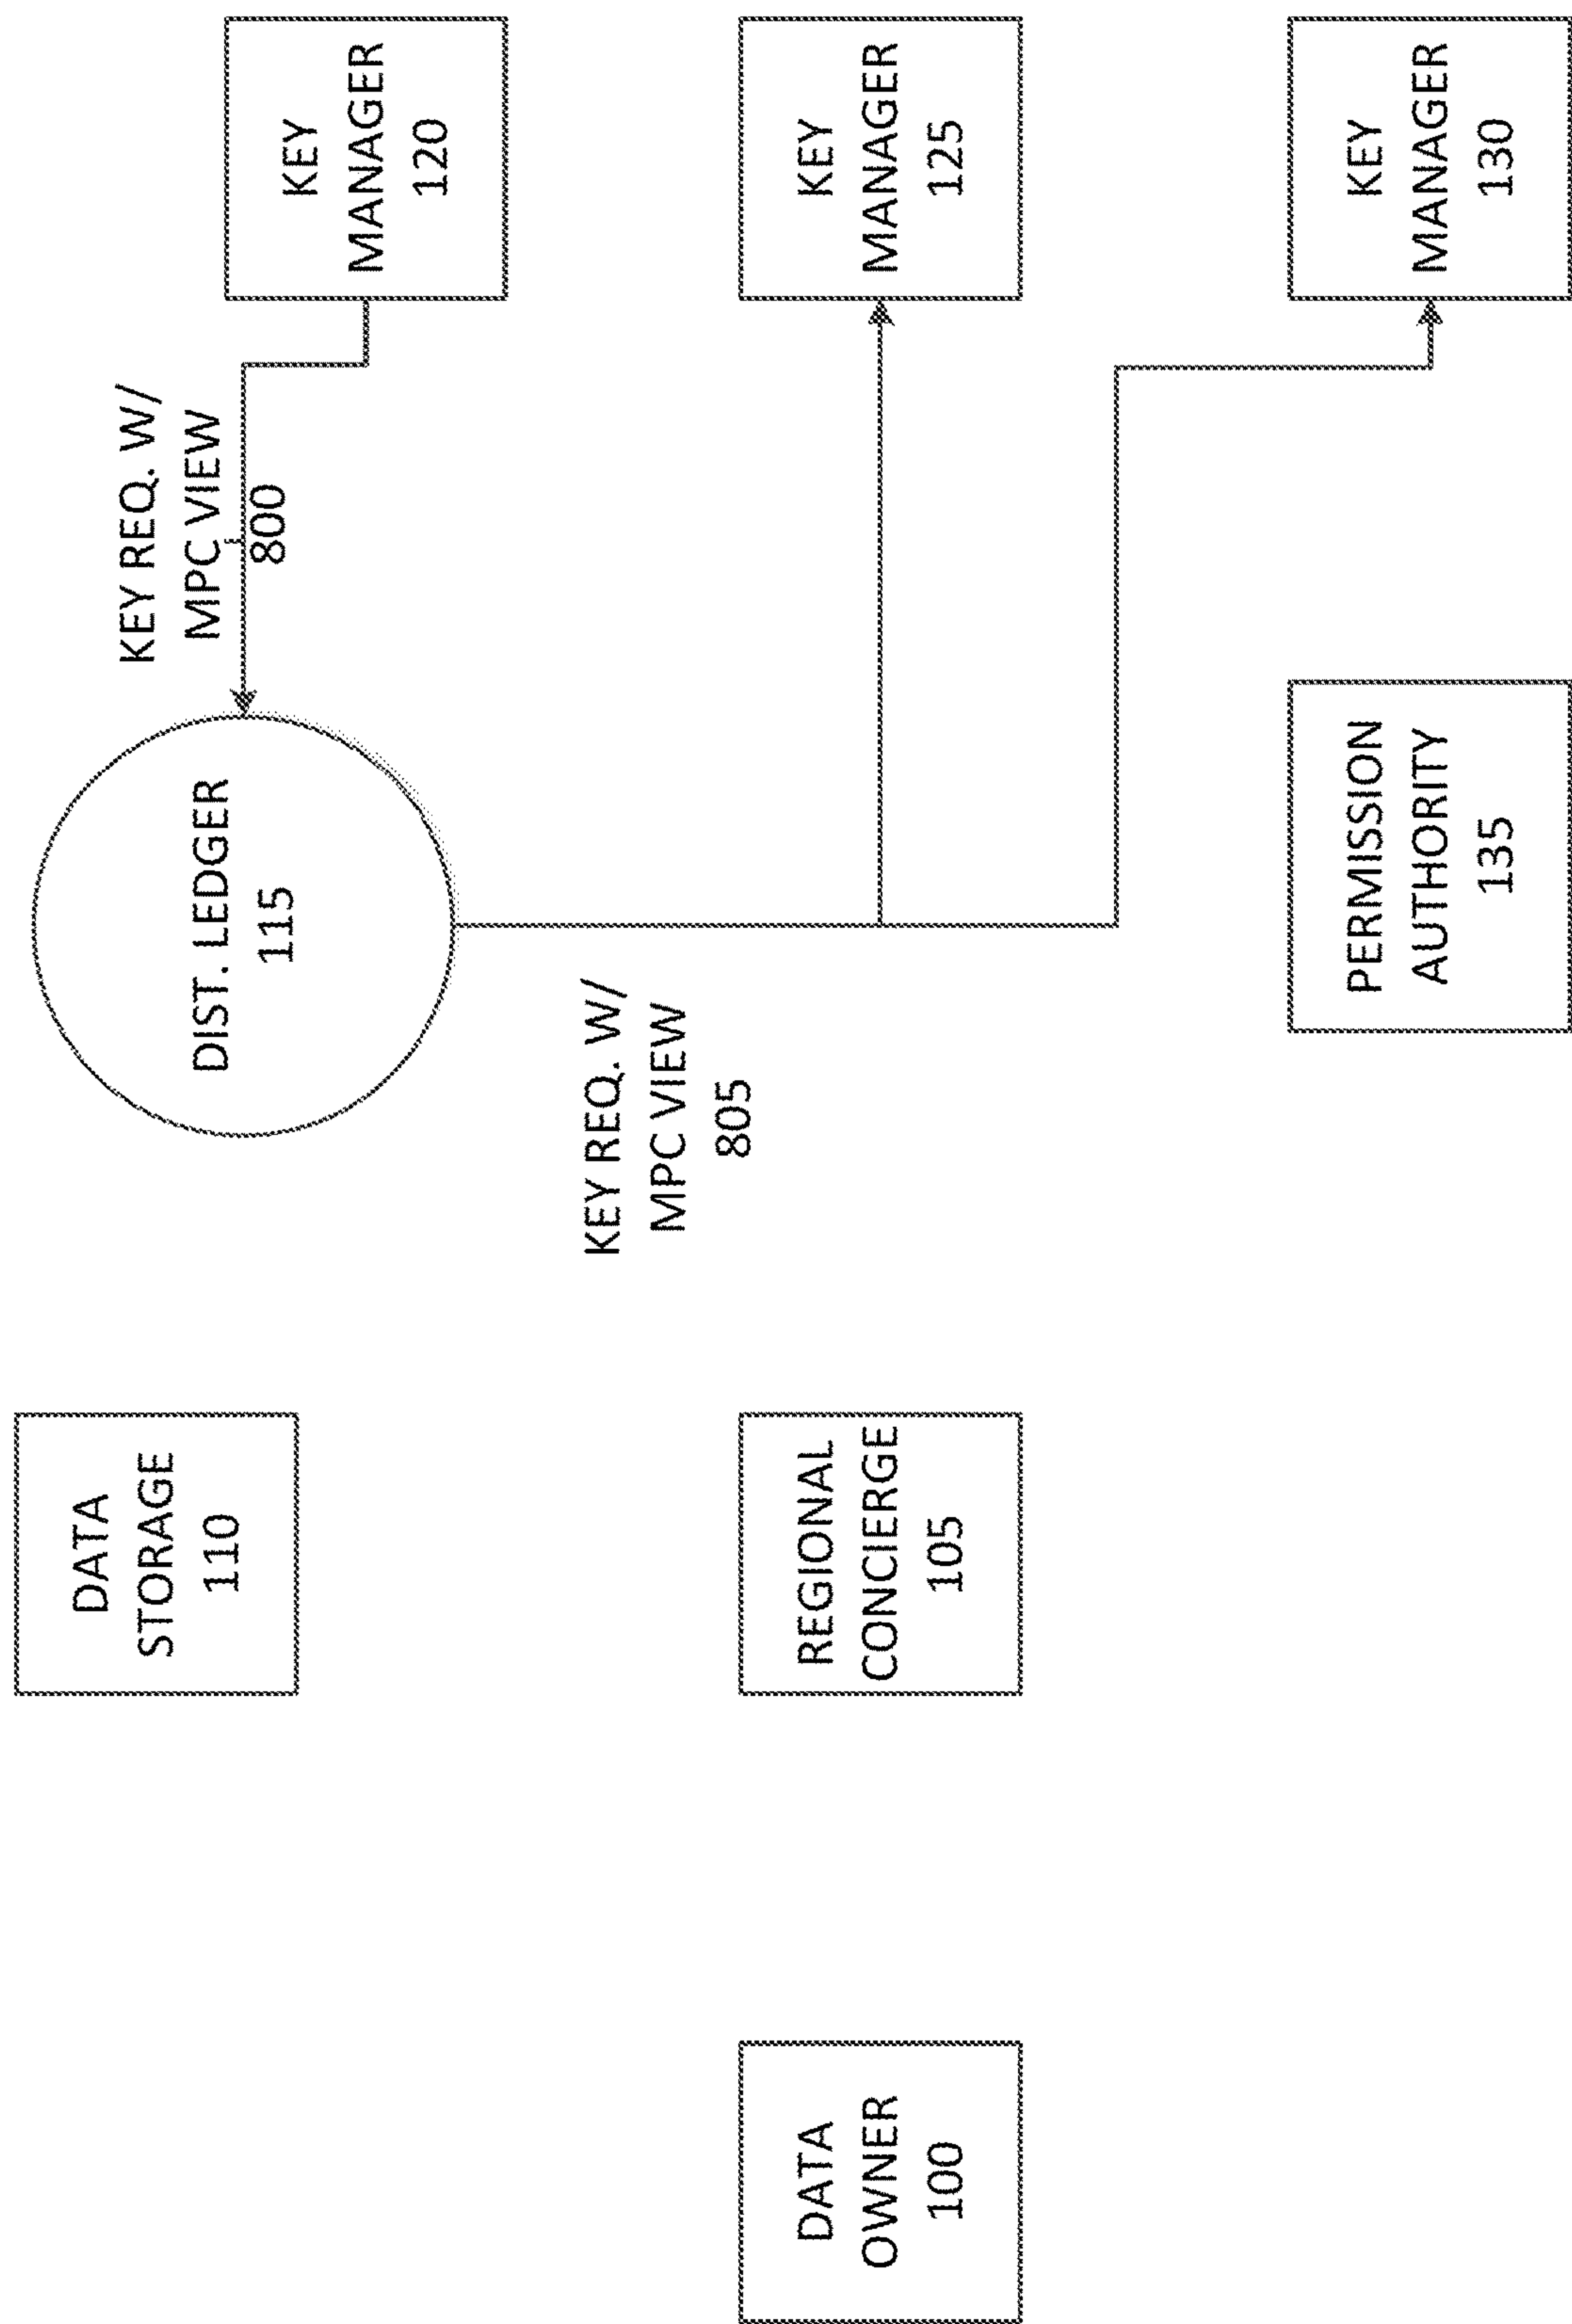 DATA
STORAGE
110
DIST. LEDGER
115
KEY REQ. W/
MPC VIEW
800
KEY
MANAGER
120
KEY REQ. W/
MPC VIEW
805
DATA
OWNER
100
REGIONAL
CONCIERGE
105
KEY
MANAGER
125
PERMISSION
AUTHORITY
135
KEY
MANAGER
130